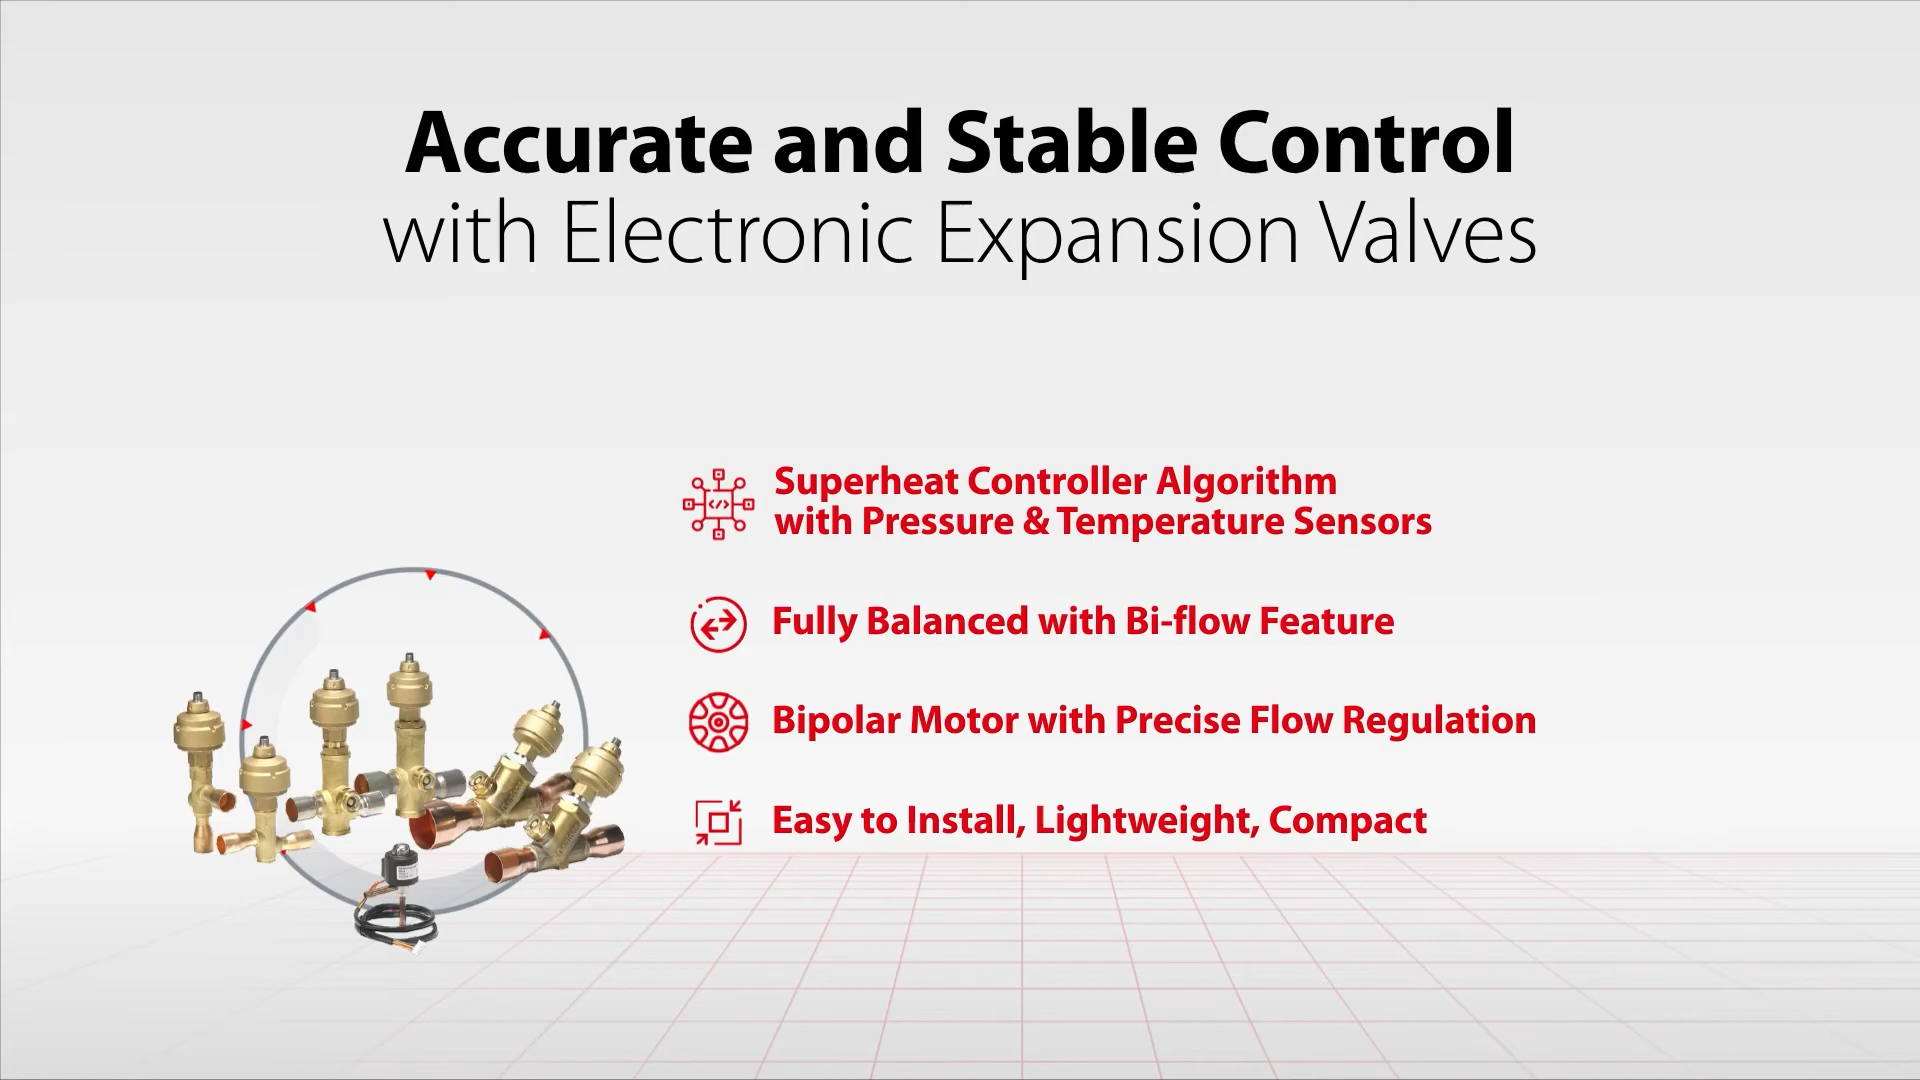 Accurate and Stable Control
with Electronic Expansion Valves
Superheat Controller Algorithm
with Pressure & Temperature Sensors
Fully Balanced with Bi-flow Feature
Bipolar Motor with Precise Flow Regulation
Easy to Install, Lightweight, Compact